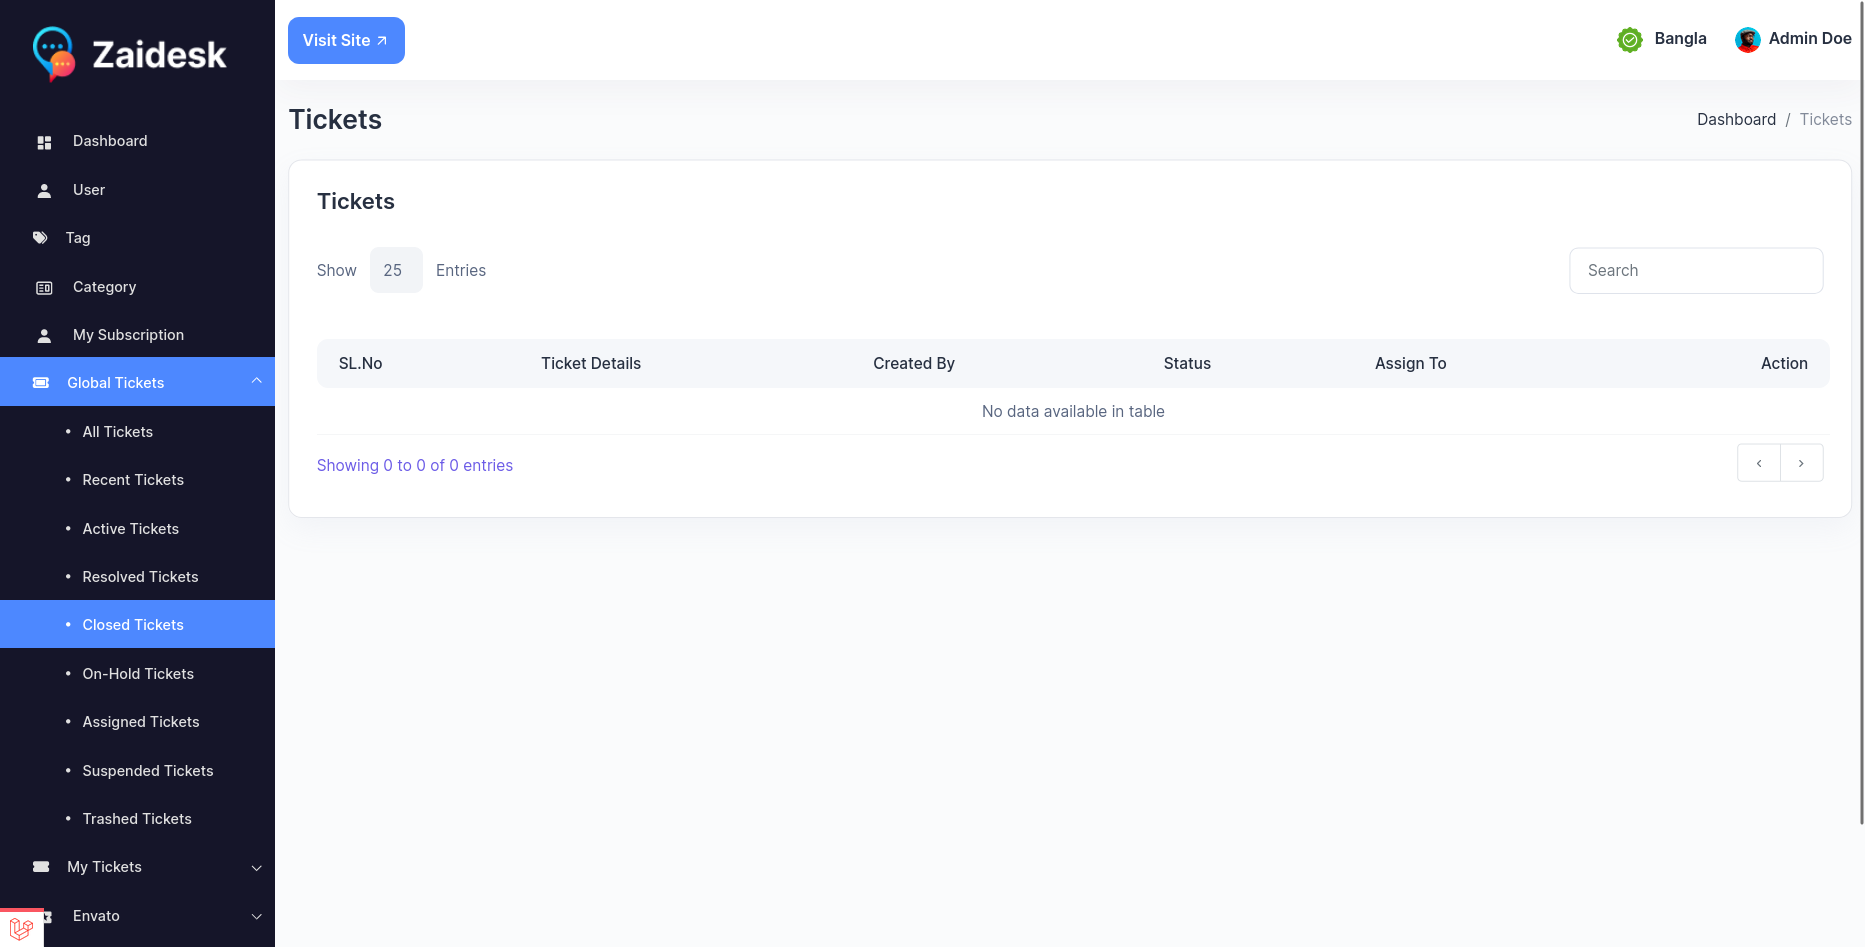 Zaidesk
Dashboard
User
Tag
Category
My Subscription
Global Tickets
All Tickets
Recent Tickets
Active Tickets
Resolved Tickets
Closed Tickets
On-Hold Tickets
Assigned Tickets
Suspended Tickets
Trashed Tickets
My Tickets
Envato
Visit Site
Bangla
Admin Doe
Tickets
Dashboard / Tickets
Tickets
Show 25 Entries
Search
SL.No Ticket Details Created By Status Assign To Action
No data available in table
Showing 0 to 0 of 0 entries
‹ ›